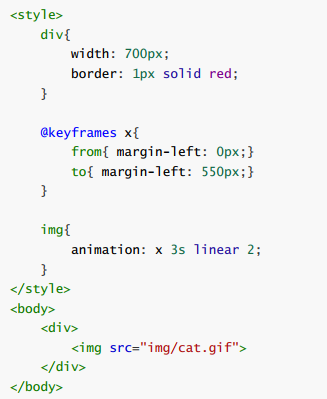 <style>
div{
width: 700px;
border: 1px solid red;
}
@keyframes x{
from{ margin-left: 0px;}
to{ margin-left: 550px;}
}
img{
animation: x 3s linear 2;
}
</style>
<body>
<div>
<img src="img/cat.gif">
</div>
</body>